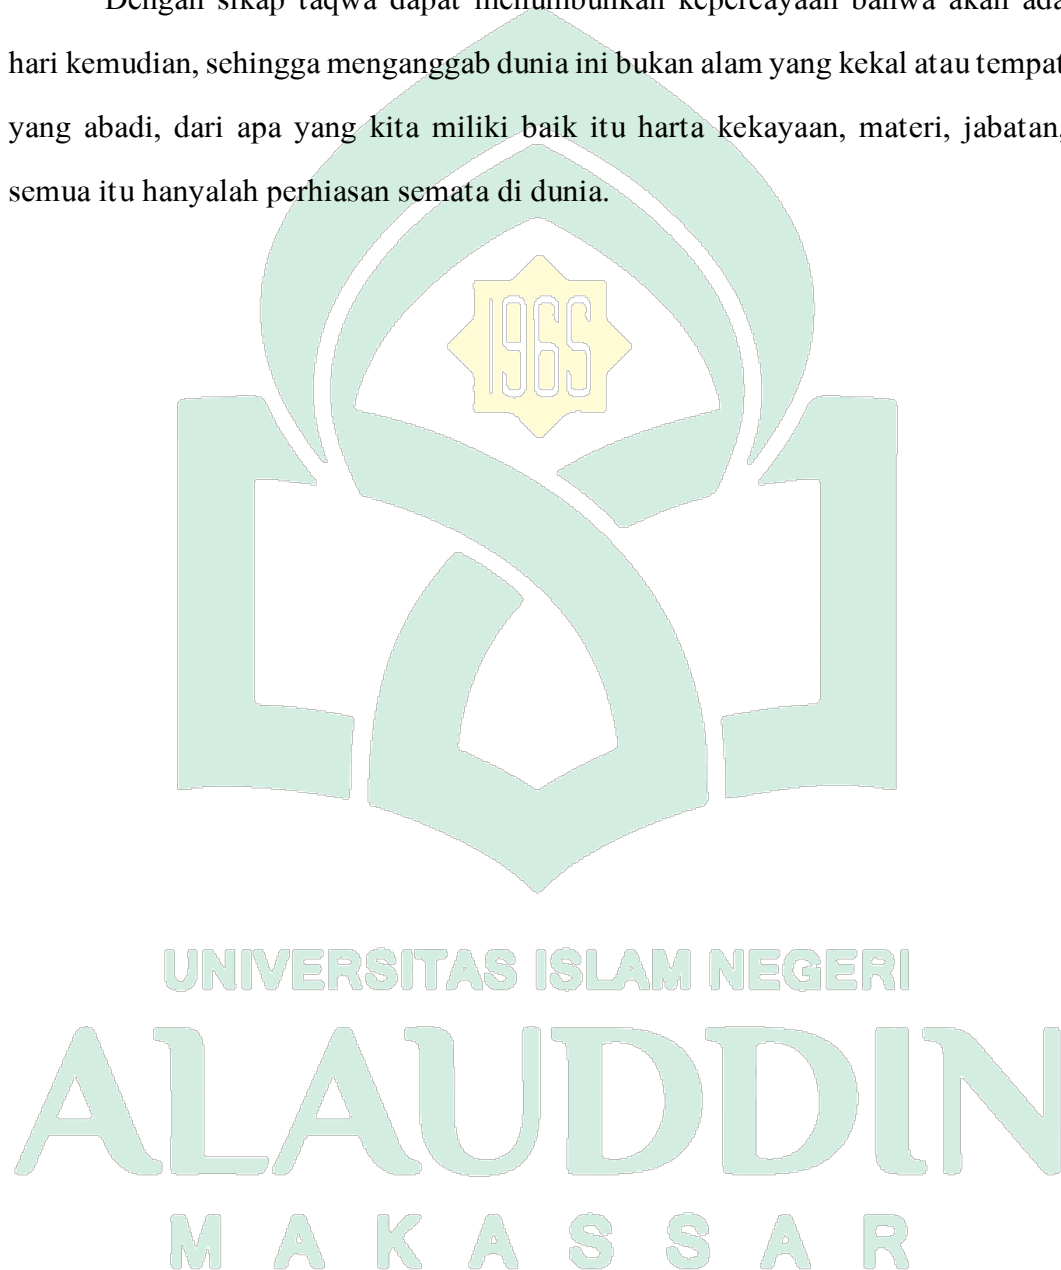 Dengan sikap taqwa dapat menumbuhkan kepercayaan bahwa akan ada
hari kemudian, sehingga menganggab dunia ini bukan alam yang kekal atau tempat
yang abadi, dari apa yang kita miliki baik itu harta kekayaan, materi, jabatan,
semua itu hanyalah perhiasan semata di dunia.
1965
UNIVERSITAS ISLAM NEGERI
ALAUDDIN
MAKASSAR